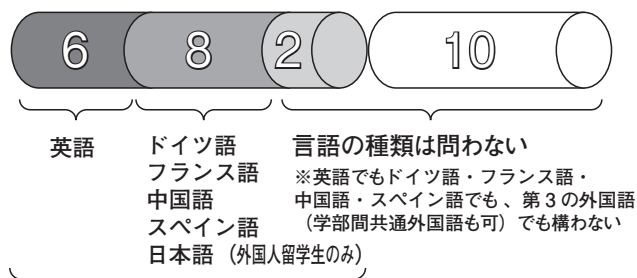 6 8 2 10
英語
ドイツ語
フランス語
中国語
スペイン語
日本語（外国人留学生のみ）
言語の種類は問わない
※英語でもドイツ語・フランス語・
中国語・スペイン語でも、第3の外国語
（学部間共通外国語も可）でも構わない